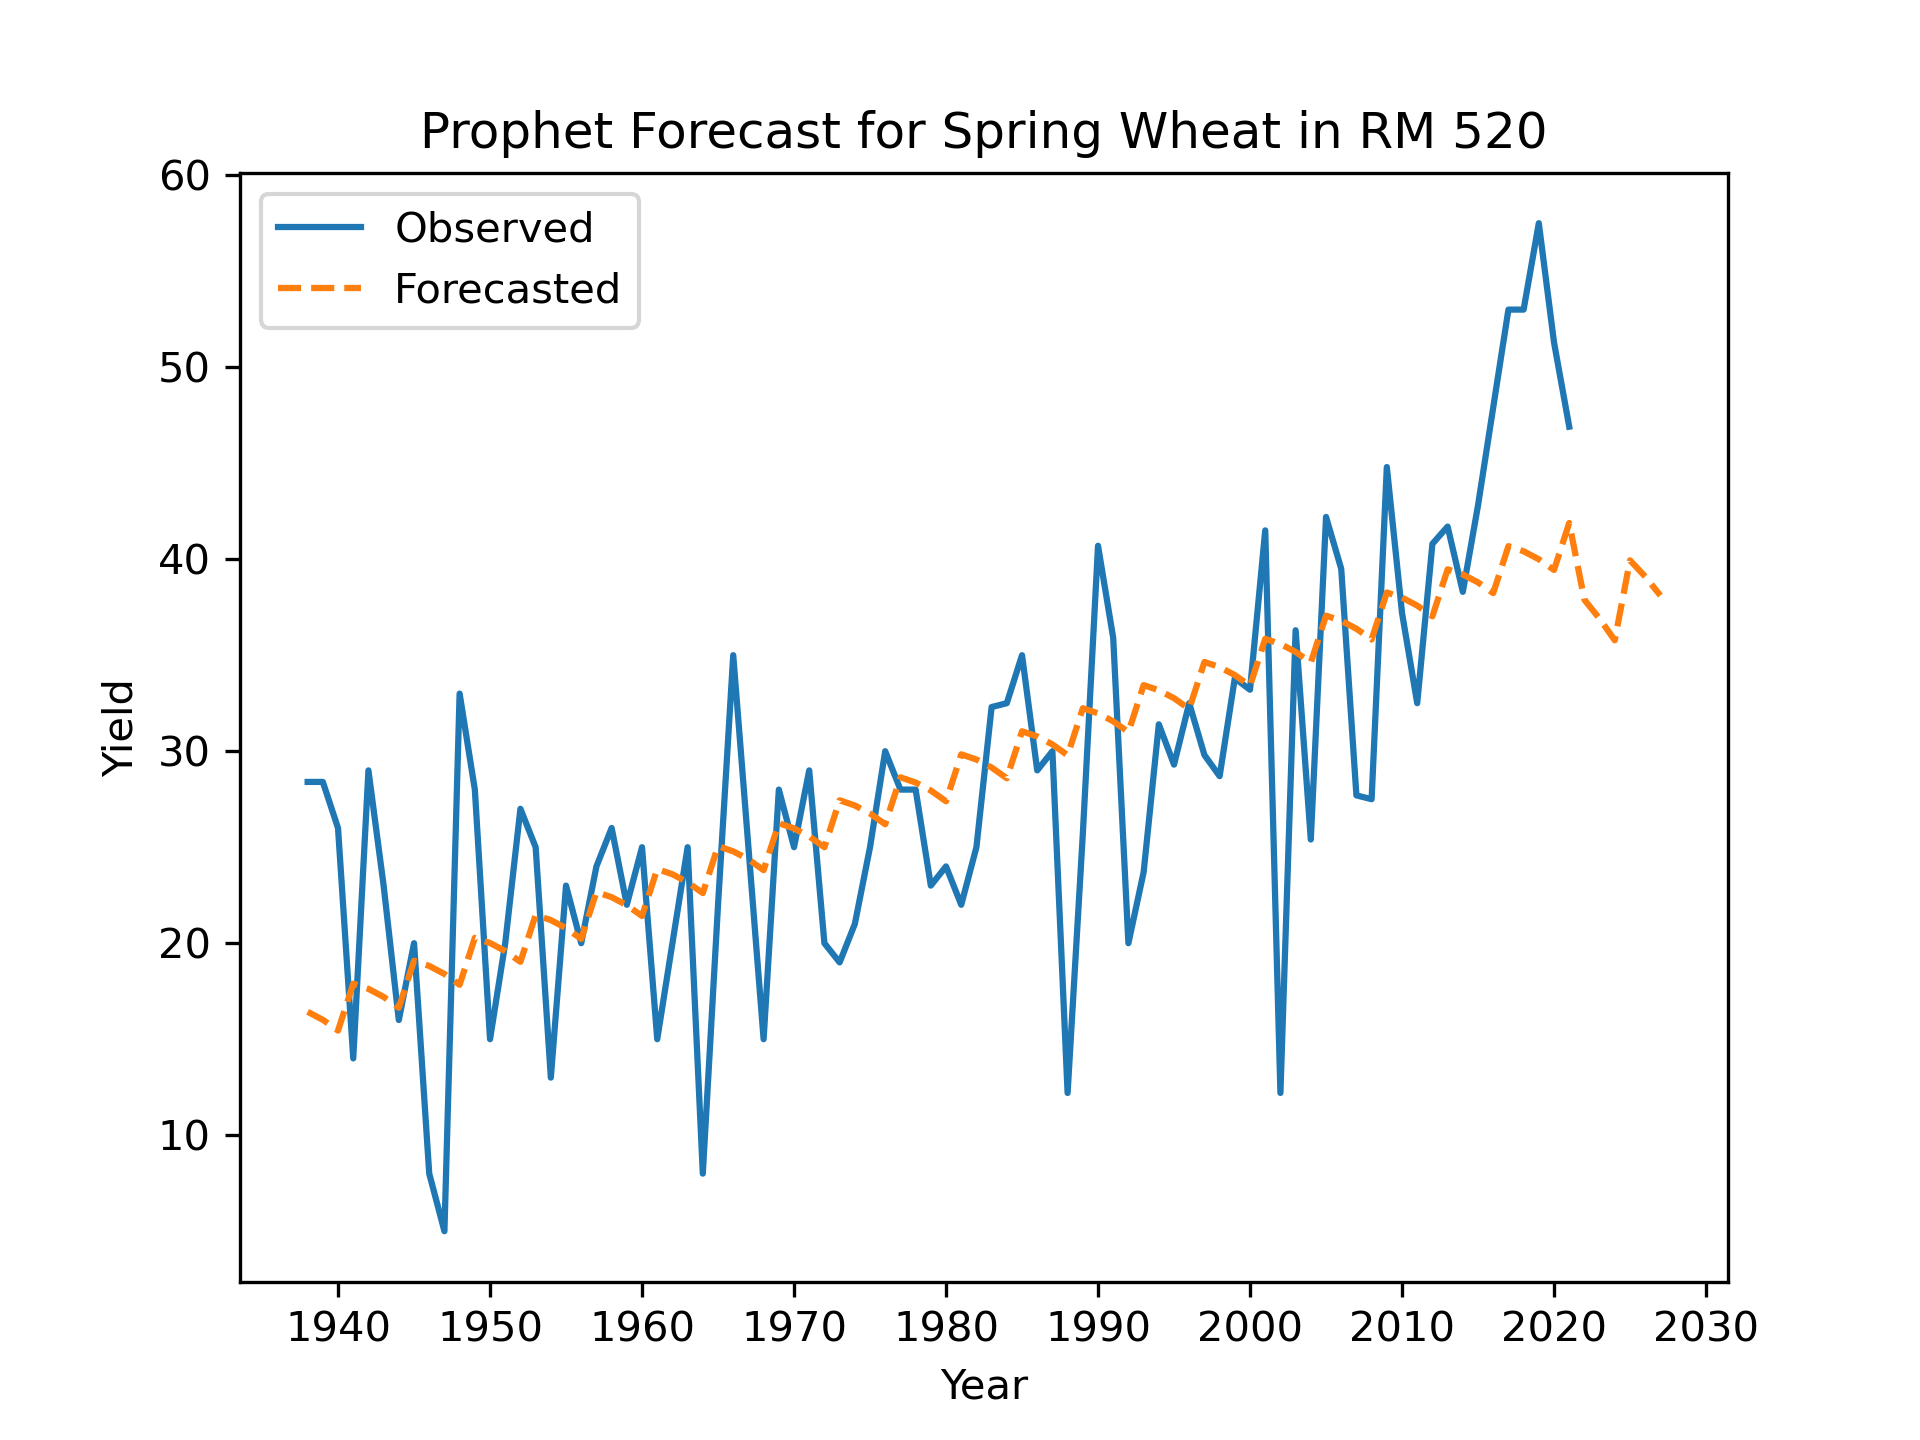 Prophet Forecast for Spring Wheat in RM 520
Observed
Forecasted
60
50
40
30
20
10
Yield
1940 1950 1960 1970 1980 1990 2000 2010 2020 2030
Year